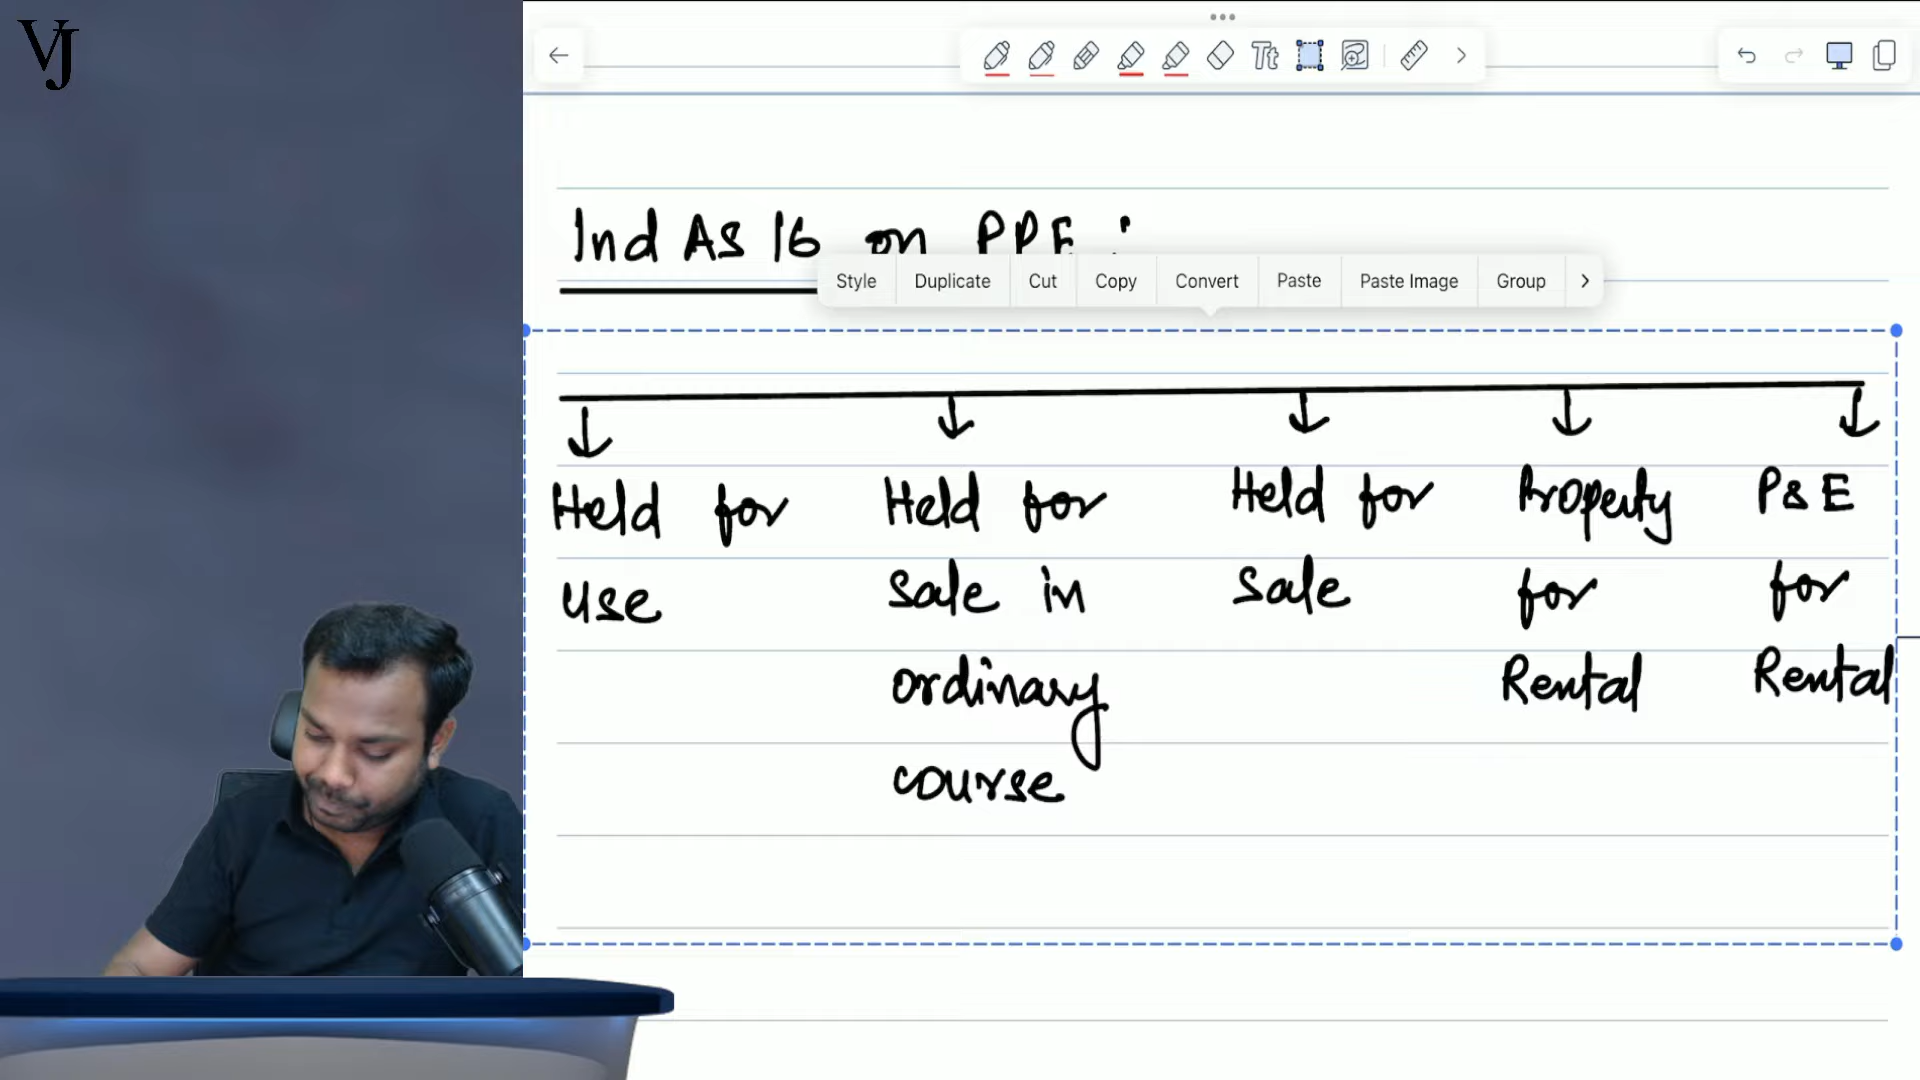 VJ
Ind AS 16 on PPE :
Style Duplicate Cut Copy Convert Paste Paste Image Group
Held for use
Held for sale in ordinary course
Held for sale
Property for Rental
P&E for Rental
Tt